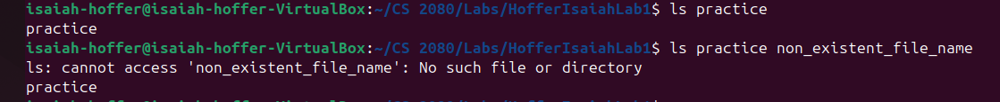 isaiah-hoffer@isaiah-hoffer-VirtualBox:~/CS 2080/Labs/HofferIsaiahLab1$ ls practice
practice
isaiah-hoffer@isaiah-hoffer-VirtualBox:~/CS 2080/Labs/HofferIsaiahLab1$ ls practice non_existent_file_name
ls: cannot access 'non_existent_file_name': No such file or directory
practice